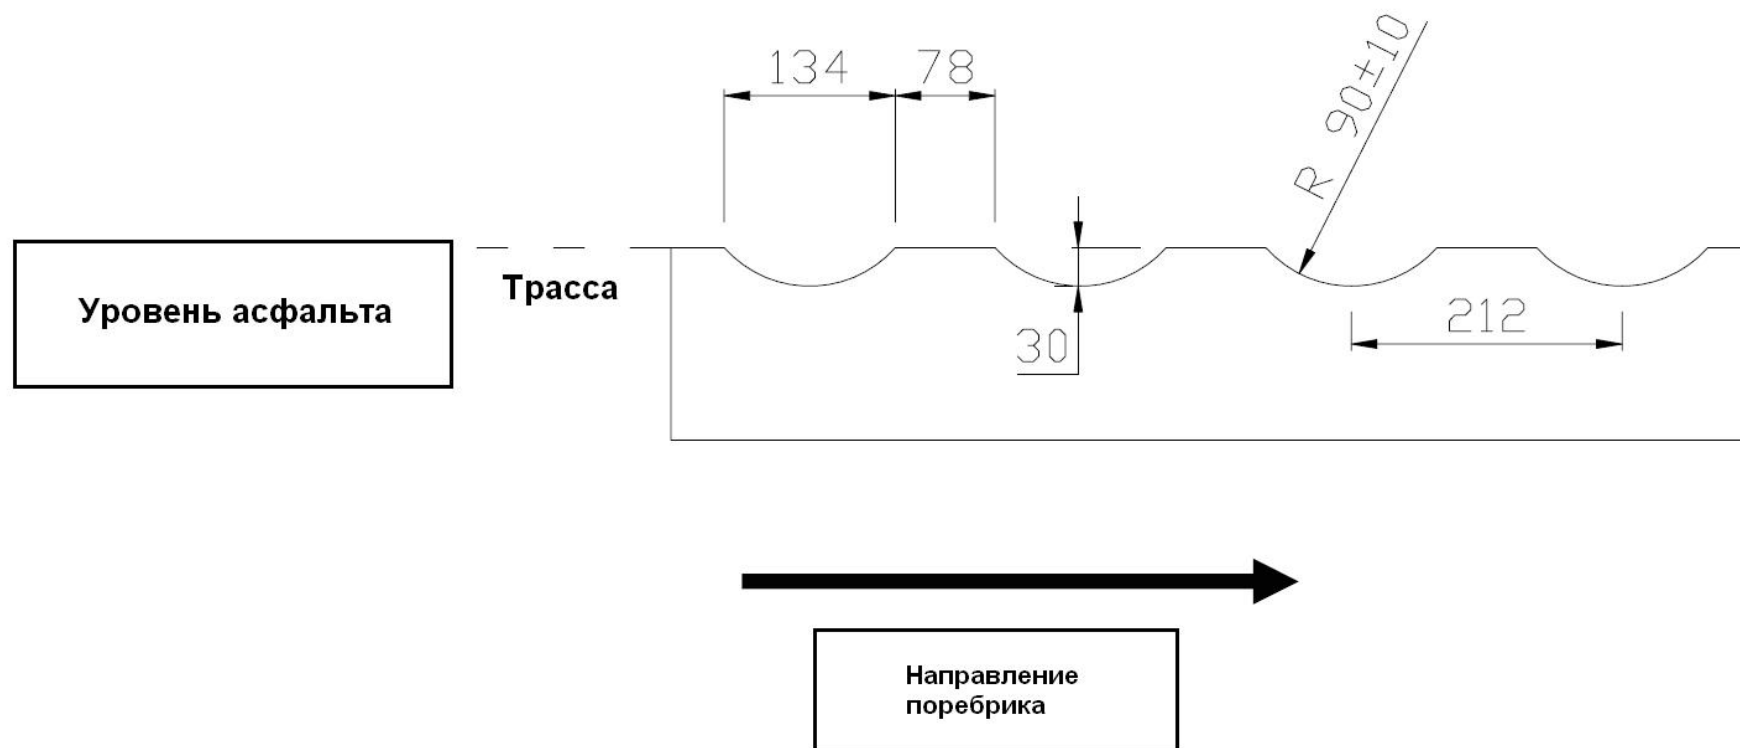 134
78
R 90±10
Уровень асфальта
Трасса
30
212
Направление
поребрика